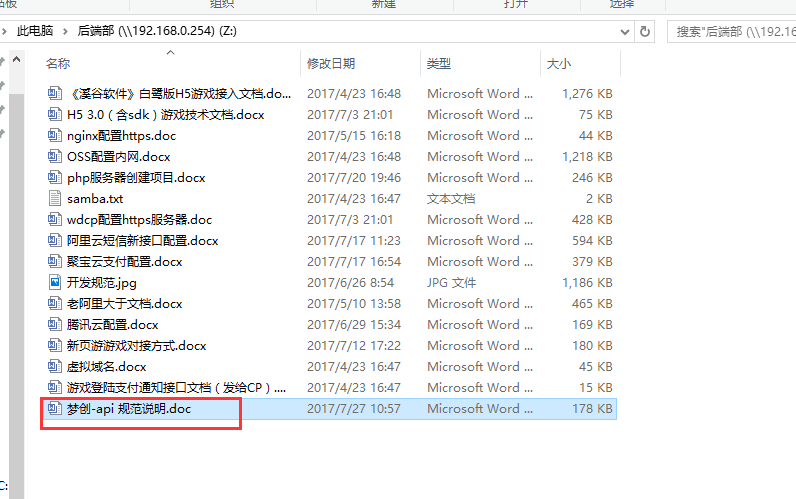 贴板 组织 新建 打开 选择
此电脑 > 后端部 (\\192.168.0.254) (Z:) 搜索"后端部 (\\192.16
名称 修改日期 类型 大小
《溪谷软件》白鹭版H5游戏接入文档.do... 2017/4/23 16:48 Microsoft Word ... 1,276 KB
H5 3.0（含sdk）游戏技术文档.docx 2017/7/3 21:01 Microsoft Word ... 75 KB
nginx配置https.doc 2017/5/15 16:18 Microsoft Word ... 44 KB
OSS配置内网.docx 2017/4/23 16:48 Microsoft Word ... 1,218 KB
php服务器创建项目.docx 2017/7/20 19:46 Microsoft Word ... 246 KB
samba.txt 2017/4/23 16:47 文本文档 2 KB
wdcp配置https服务器.doc 2017/7/3 21:01 Microsoft Word ... 428 KB
阿里云短信新接口配置.docx 2017/7/17 11:23 Microsoft Word ... 594 KB
聚宝云支付配置.docx 2017/7/17 16:54 Microsoft Word ... 379 KB
开发规范.jpg 2017/6/26 8:54 JPG 文件 1,186 KB
老阿里大于文档.docx 2017/5/10 13:58 Microsoft Word ... 465 KB
腾讯云配置.docx 2017/6/29 15:34 Microsoft Word ... 169 KB
新页游游戏对接方式.docx 2017/7/12 17:22 Microsoft Word ... 180 KB
虚拟域名.docx 2017/4/23 16:47 Microsoft Word ... 45 KB
游戏登陆支付通知接口文档（发给CP）.... 2017/4/23 16:47 Microsoft Word ... 15 KB
梦创-api 规范说明.doc 2017/7/27 10:57 Microsoft Word ... 178 KB
C: